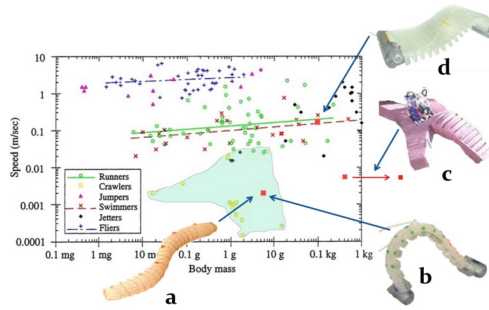 10
1
0.1
0.01
0.001
0.0001
Speed (m/sec)
Runners
Crawlers
Jumpers
Swimmers
Jetters
Fliers
0.1 mg 1 mg 10 mg 0.1 g 1 g 10 g 0.1 kg 1 kg
Body mass
a
b
c
d